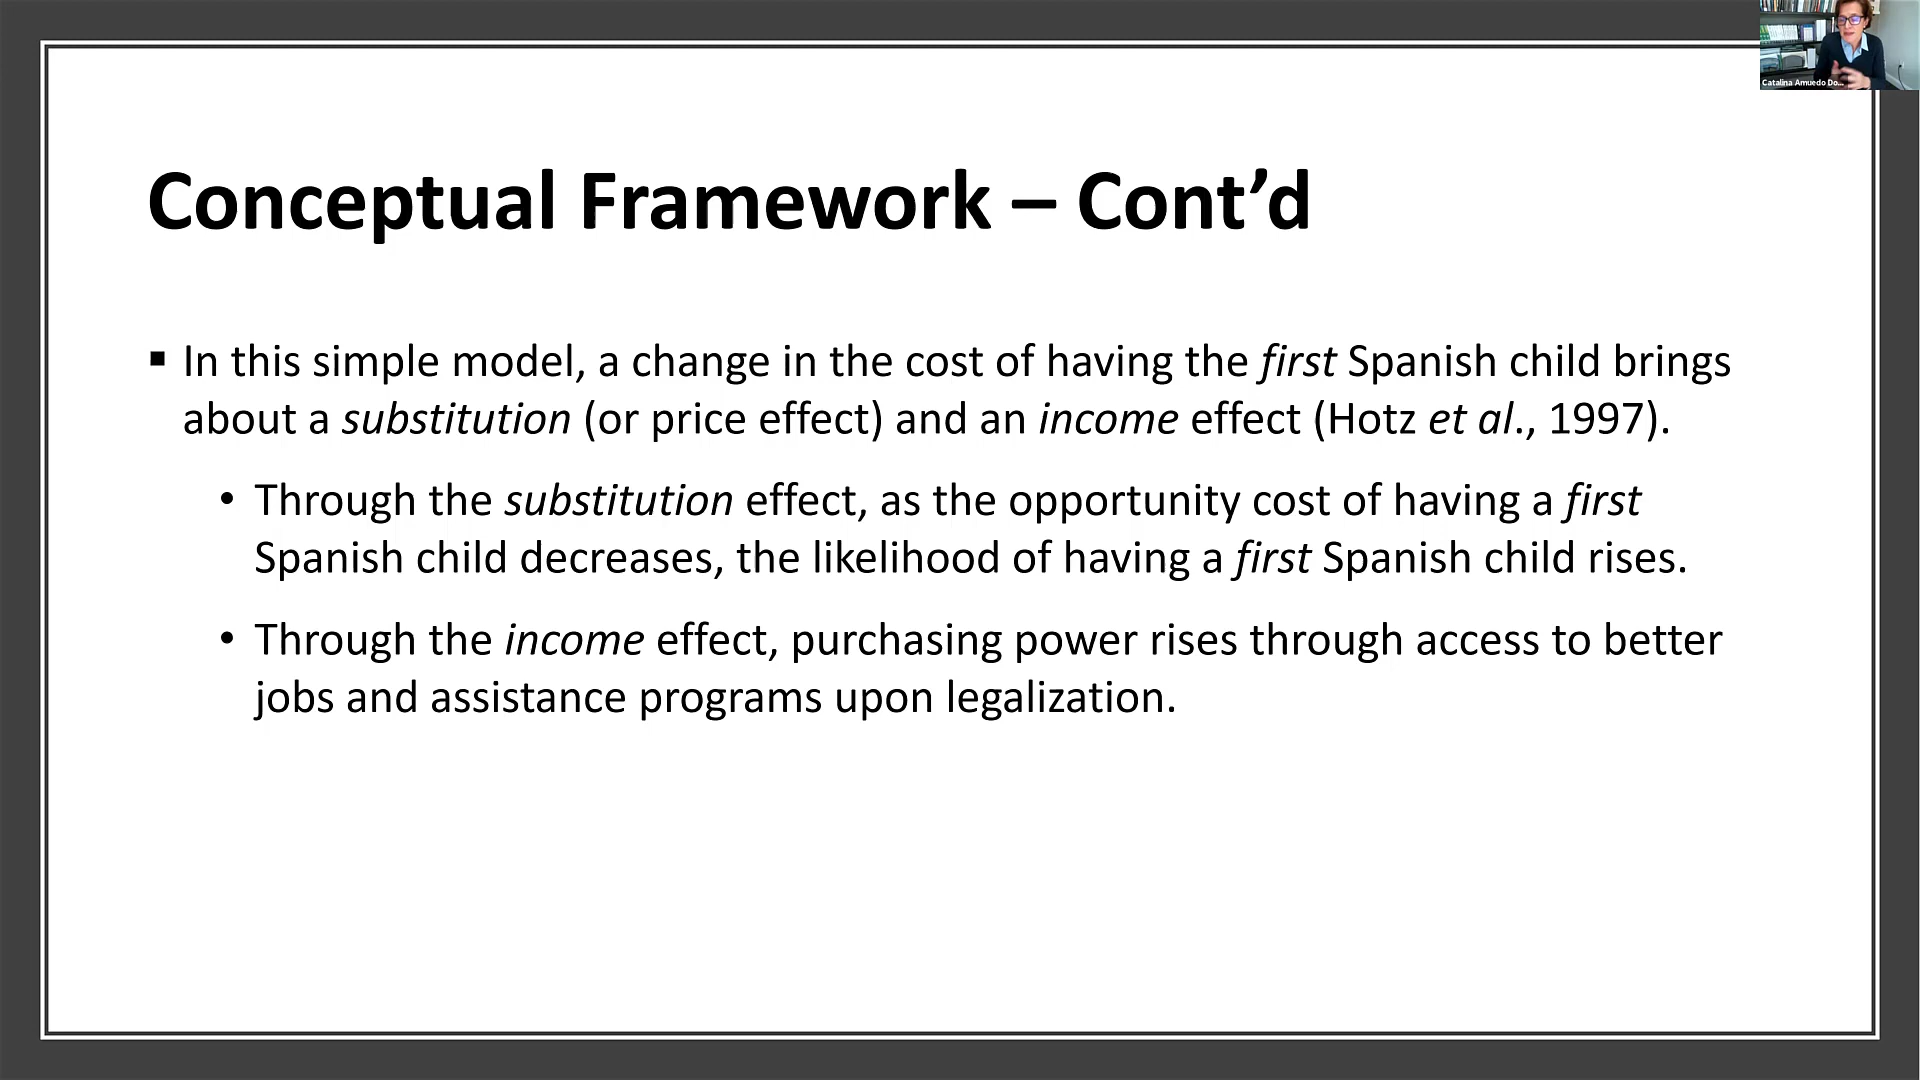 Catalina Amuedo Do...
Conceptual Framework – Cont’d
▪ In this simple model, a change in the cost of having the first Spanish child brings
about a substitution (or price effect) and an income effect (Hotz et al., 1997).
• Through the substitution effect, as the opportunity cost of having a first
Spanish child decreases, the likelihood of having a first Spanish child rises.
• Through the income effect, purchasing power rises through access to better
jobs and assistance programs upon legalization.